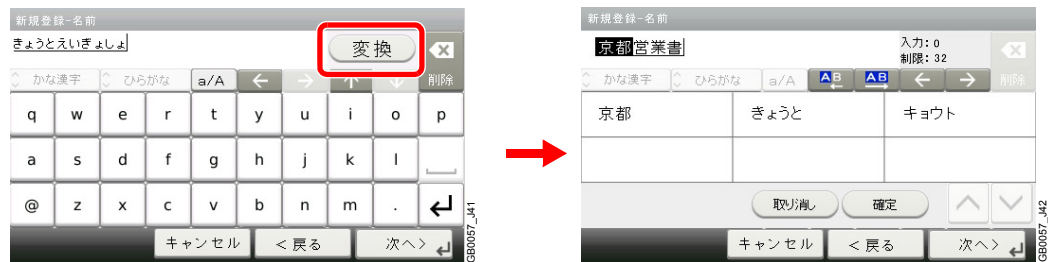 新規登録-名前
きょうとえいぎょしょ
変換
かな漢字 ひらがな a/A ← → ↑ ↓ 削除
q w e r t y u i o p
a s d f g h j k l
@ z x c v b n m . ↵
キャンセル < 戻る 次へ > ↵
GB0057_J41
新規登録-名前
京都営業書
入力: 0
制限: 32
かな漢字 ひらがな a/A AB AB ← → 削除
京都 きょうと キョウト
取り消し 確定
キャンセル < 戻る 次へ > ↵
GB0057_J42